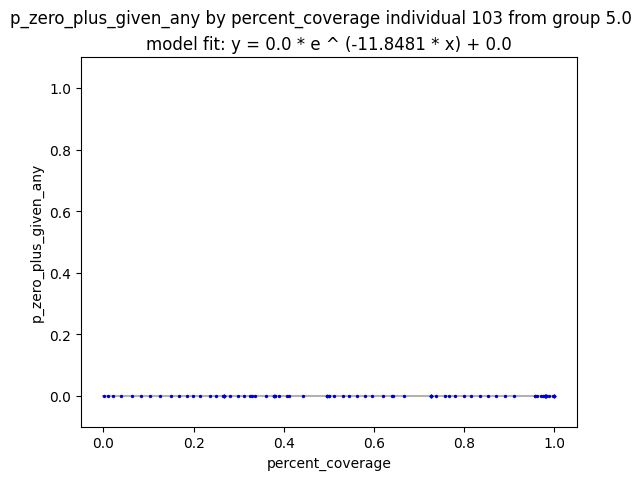 p_zero_plus_given_any by percent_coverage individual 103 from group 5.0
model fit: y = 0.0 * e ^ (-11.8481 * x) + 0.0
1.0
0.8
0.6
0.4
0.2
0.0
p_zero_plus_given_any
0.0 0.2 0.4 0.6 0.8 1.0
percent_coverage